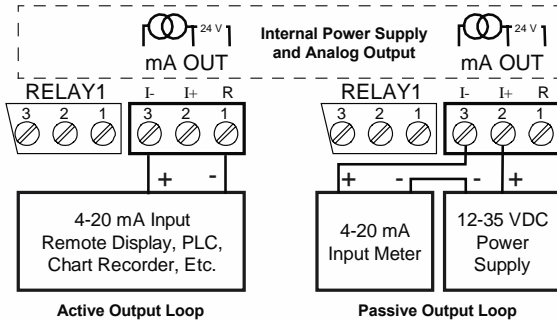 24 V
24 V
Internal Power Supply
and Analog Output
mA OUT
mA OUT
RELAY1
I- I+ R
RELAY1
I- I+ R
3 2 1
3 2 1
3 2 1
3 2 1
+ -
+ - - +
4-20 mA Input
Remote Display, PLC,
Chart Recorder, Etc.
4-20 mA
Input Meter
12-35 VDC
Power
Supply
Active Output Loop
Passive Output Loop